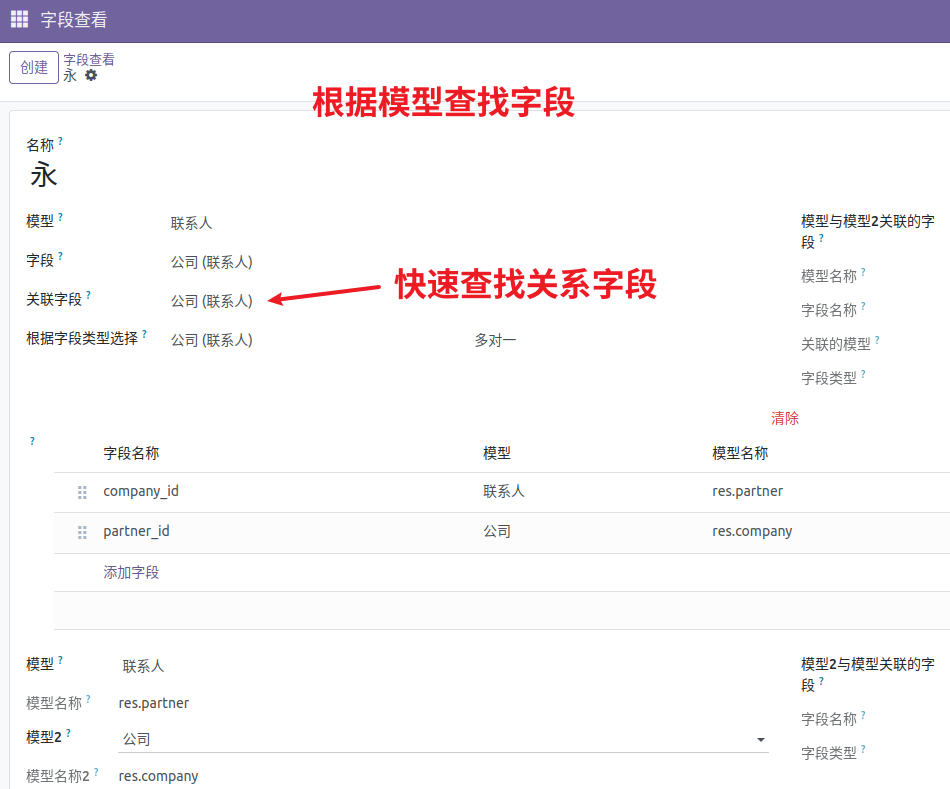 字段查看
创建
字段查看
永
根据模型查找字段
名称 ?
永
模型 ?
联系人
模型与模型2关联的字
段 ?
字段 ?
公司 (联系人)
模型名称 ?
关联字段 ?
公司 (联系人)
快速查找关系字段
字段名称 ?
根据字段类型选择 ?
公司 (联系人)
多对一
关联的模型 ?
字段类型 ?
清除
?
字段名称
模型
模型名称
company_id
联系人
res.partner
partner_id
公司
res.company
添加字段
模型 ?
联系人
模型2与模型关联的字
段 ?
模型名称 ?
res.partner
字段名称 ?
模型2 ?
公司
字段类型 ?
模型名称2 ?
res.company